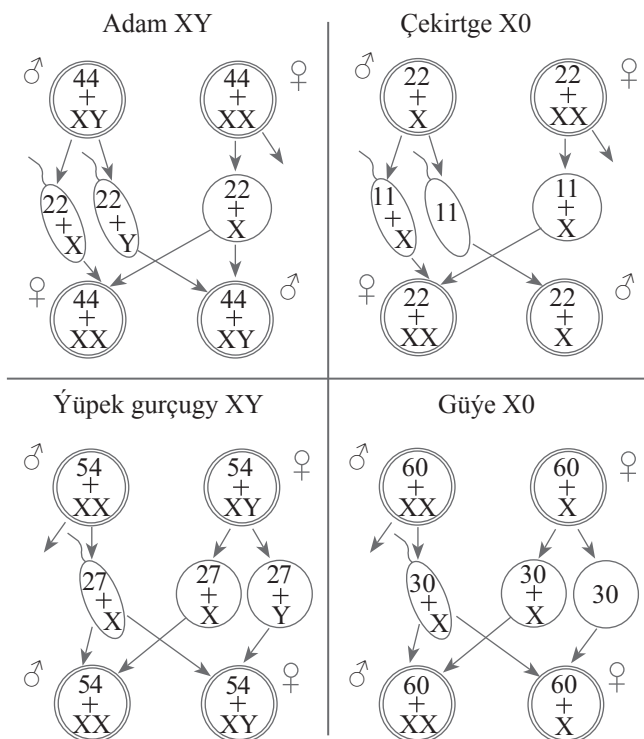 Adam XY
♂ 44 + XY
44 + XX ♀
22 + X
22 + Y
22 + X
♀ 44 + XX
44 + XY ♂
Çekirtge X0
♂ 22 + X
22 + XX ♀
11 + X
11
11 + X
♀ 22 + XX
22 + X ♂
Ýüpek gurçugy XY
♂ 54 + XX
54 + XY ♀
27 + X
27 + X
27 + Y
♂ 54 + XX
54 + XY ♀
Güýe X0
♂ 60 + XX
60 + X ♀
30 + X
30 + X
30
♂ 60 + XX
60 + X ♀